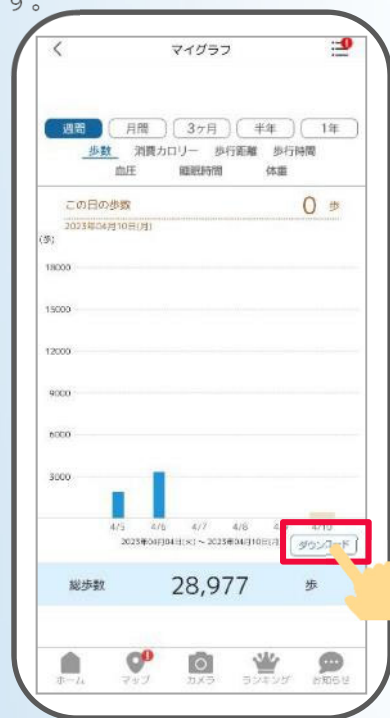 す。
マイグラフ
週間 月間 3ヶ月 半年 1年
歩数 消費カロリー 歩行距離 歩行時間
血圧 睡眠時間 体重
この日の歩数 0 歩
2023年04月10日(月)
(歩)
18000
15000
12000
9000
6000
3000
4/5 4/6 4/7 4/8 4/10
2023年04月04日(火)~2023年04月10日(月)
ダウンロード
総歩数 28,977 歩
ホーム マップ カメラ ランキング お知らせ